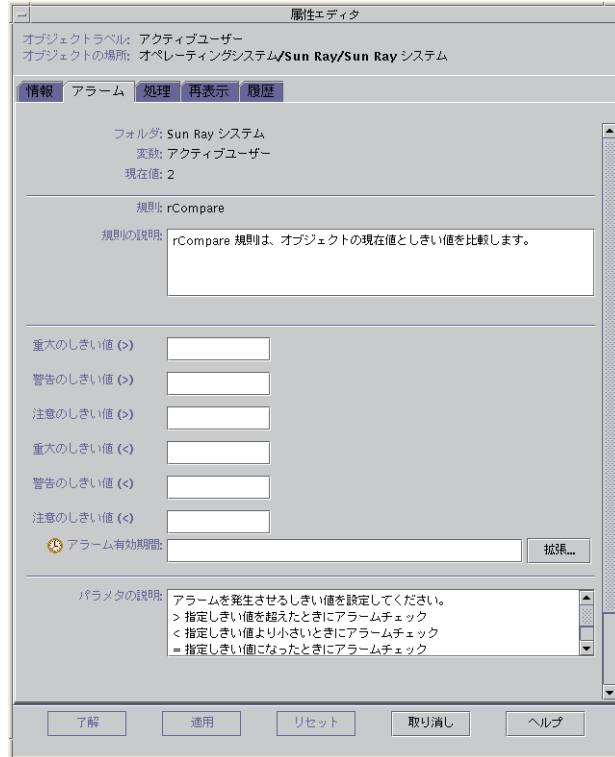 属性エディタ
オブジェクトラベル: アクティブユーザー
オブジェクトの場所: オペレーティングシステム/Sun Ray/Sun Ray システム
情報 アラーム 処理 再表示 履歴
フォルダ: Sun Ray システム
変数: アクティブユーザー
現在値: 2
規則: rCompare
規則の説明: rCompare 規則は、オブジェクトの現在値としきい値を比較します。
重大のしきい値 (>)
警告のしきい値 (>)
注意のしきい値 (>)
重大のしきい値 (<)
警告のしきい値 (<)
注意のしきい値 (<)
アラーム有効期間: 拡張...
パラメタの説明: アラームを発生させるしきい値を設定してください。
> 指定しきい値を超えたときにアラームチェック
< 指定しきい値より小さいときにアラームチェック
= 指定しきい値になったときにアラームチェック
了解 適用 リセット 取り消し ヘルプ